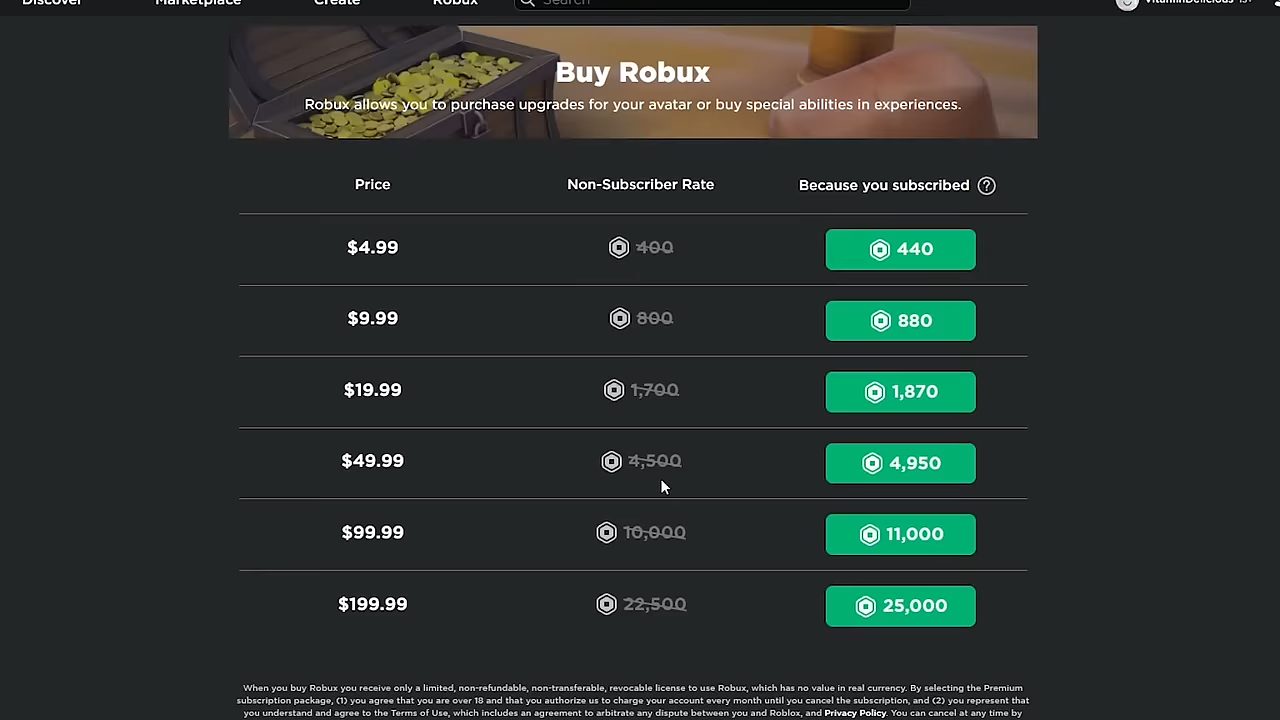 Discover Marketplace Create Robux Search
Buy Robux
Robux allows you to purchase upgrades for your avatar or buy special abilities in experiences.
Price Non-Subscriber Rate Because you subscribed ?
$4.99 400 440
$9.99 800 880
$19.99 1,700 1,870
$49.99 4,500 4,950
$99.99 10,000 11,000
$199.99 22,500 25,000
When you buy Robux you receive only a limited, non-refundable, non-transferable, revocable license to use Robux, which has no value in real currency. By selecting the Premium
subscription package, (1) you agree that you are over 18 and that you authorize us to charge your account every month until you cancel the subscription, and (2) you represent that
you understand and agree to the Terms of Use, which includes an agreement to arbitrate any dispute between you and Roblox, and Privacy Policy. You can cancel at any time by